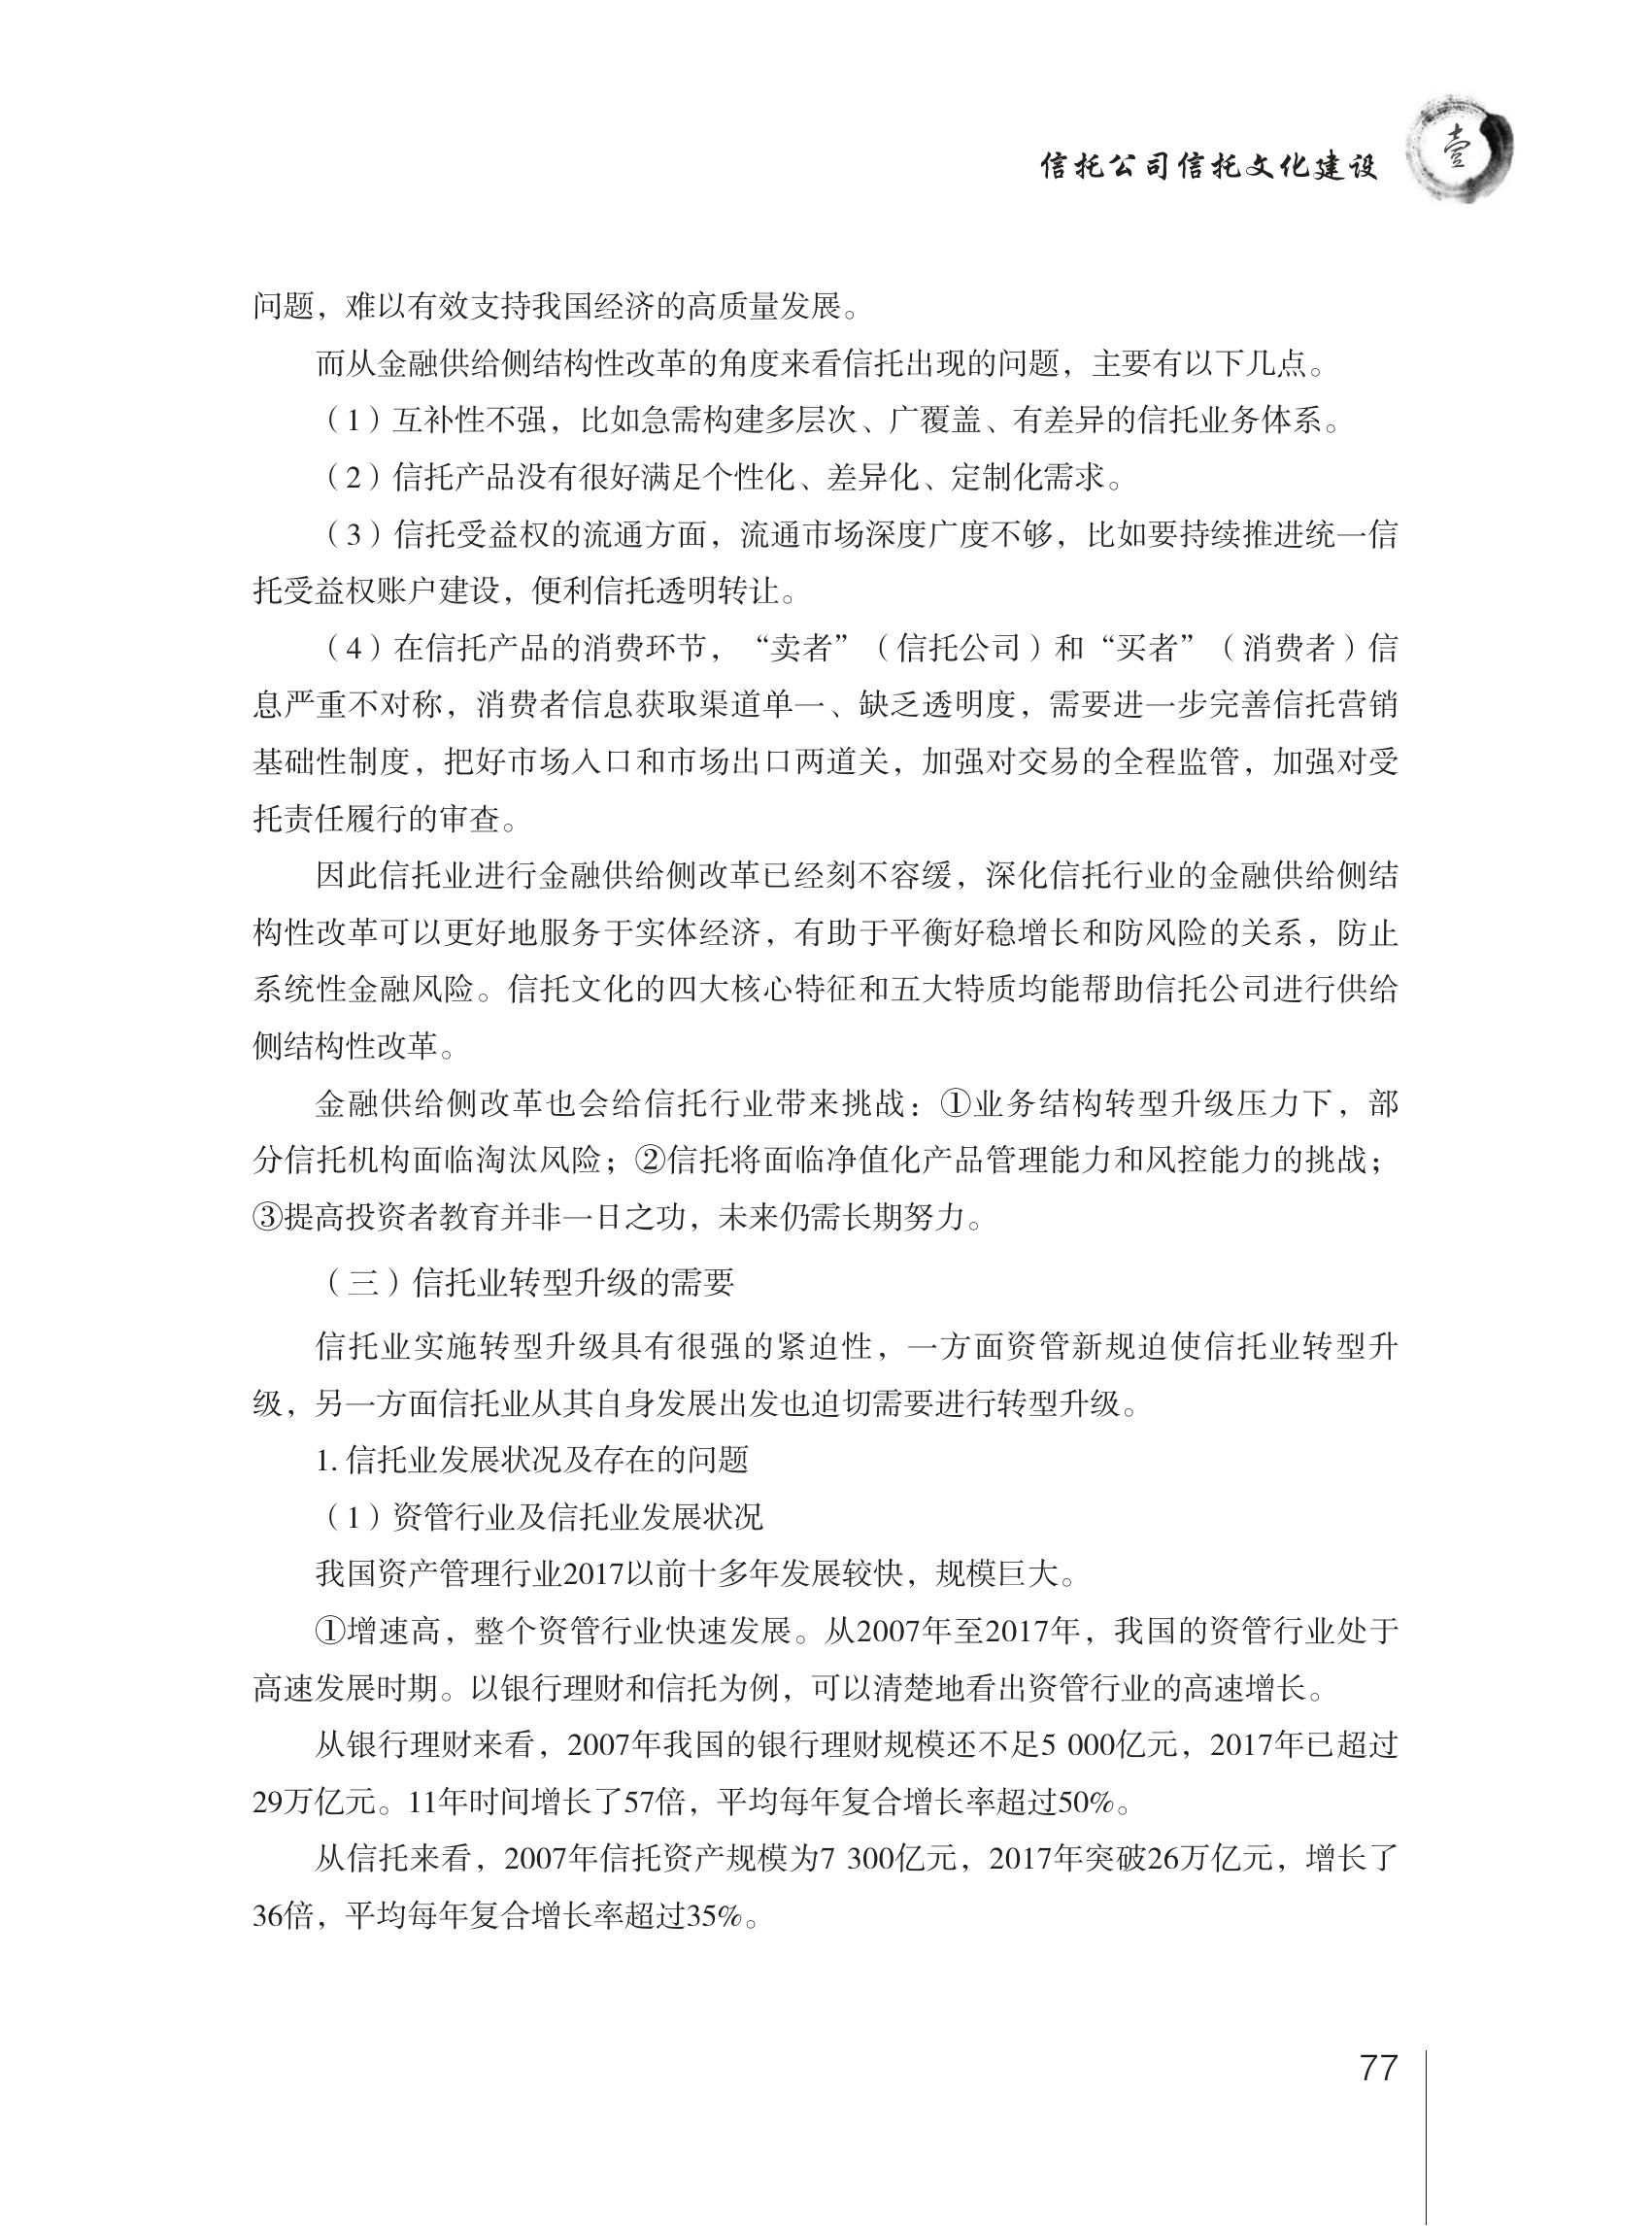 信托公司信托文化建设
壹
问题，难以有效支持我国经济的高质量发展。
而从金融供给侧结构性改革的角度来看信托出现的问题，主要有以下几点。
（1）互补性不强，比如急需构建多层次、广覆盖、有差异的信托业务体系。
（2）信托产品没有很好满足个性化、差异化、定制化需求。
（3）信托受益权的流通方面，流通市场深度广度不够，比如要持续推进统一信
托受益权账户建设，便利信托透明转让。
（4）在信托产品的消费环节，“卖者”（信托公司）和“买者”（消费者）信
息严重不对称，消费者信息获取渠道单一、缺乏透明度，需要进一步完善信托营销
基础性制度，把好市场入口和市场出口两道关，加强对交易的全程监管，加强对受
托责任履行的审查。
因此信托业进行金融供给侧改革已经刻不容缓，深化信托行业的金融供给侧结
构性改革可以更好地服务于实体经济，有助于平衡好稳增长和防风险的关系，防止
系统性金融风险。信托文化的四大核心特征和五大特质均能帮助信托公司进行供给
侧结构性改革。
金融供给侧改革也会给信托行业带来挑战：①业务结构转型升级压力下，部
分信托机构面临淘汰风险；②信托将面临净值化产品管理能力和风控能力的挑战；
③提高投资者教育并非一日之功，未来仍需长期努力。
（三）信托业转型升级的需要
信托业实施转型升级具有很强的紧迫性，一方面资管新规迫使信托业转型升
级，另一方面信托业从其自身发展出发也迫切需要进行转型升级。
1. 信托业发展状况及存在的问题
（1）资管行业及信托业发展状况
我国资产管理行业2017以前十多年发展较快，规模巨大。
①增速高，整个资管行业快速发展。从2007年至2017年，我国的资管行业处于
高速发展时期。以银行理财和信托为例，可以清楚地看出资管行业的高速增长。
从银行理财来看，2007年我国的银行理财规模还不足5 000亿元，2017年已超过
29万亿元。11年时间增长了57倍，平均每年复合增长率超过50%。
从信托来看，2007年信托资产规模为7 300亿元，2017年突破26万亿元，增长了
36倍，平均每年复合增长率超过35%。
77